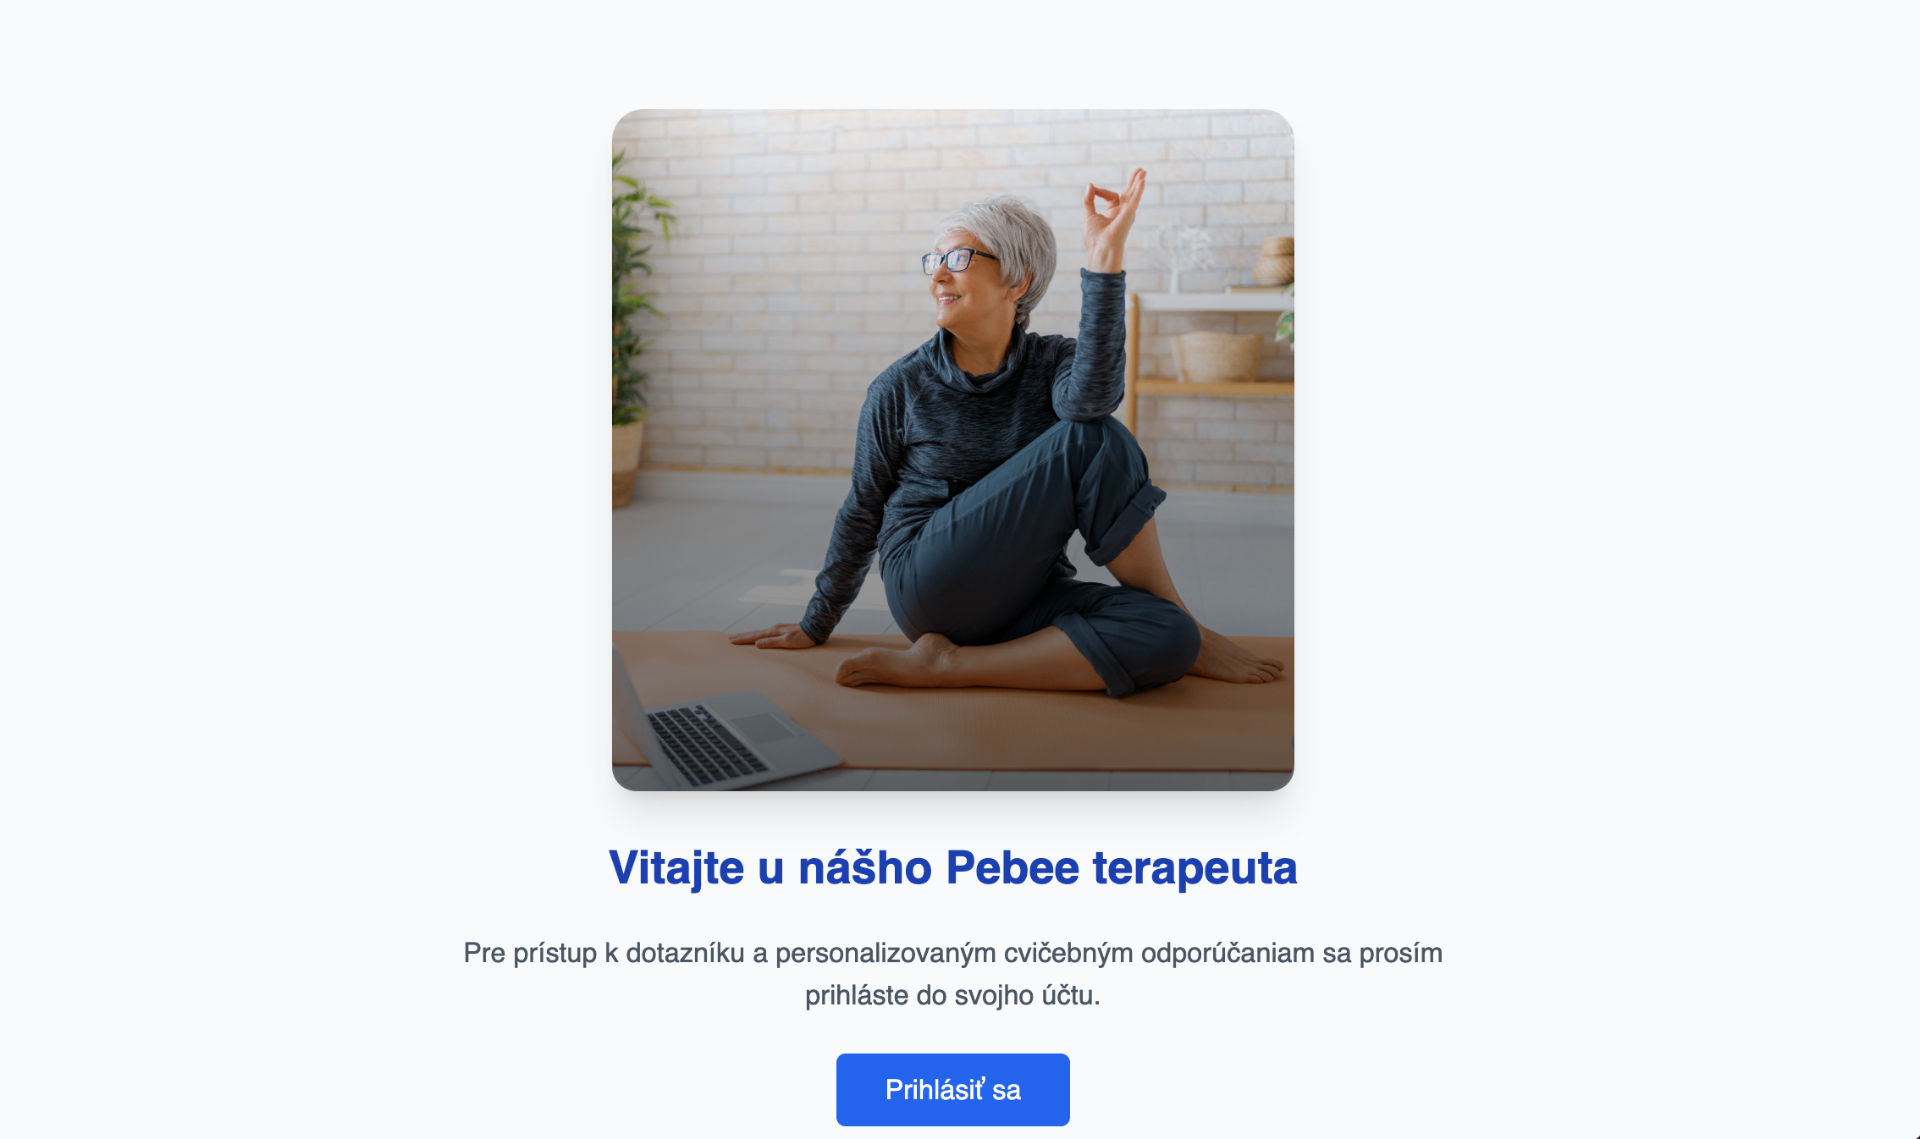 Vitajte u nášho Pebee terapeuta
Pre prístup k dotazníku a personalizovaným cvičebným odporúčaniam sa prosím
prihláste do svojho účtu.
Prihlásiť sa